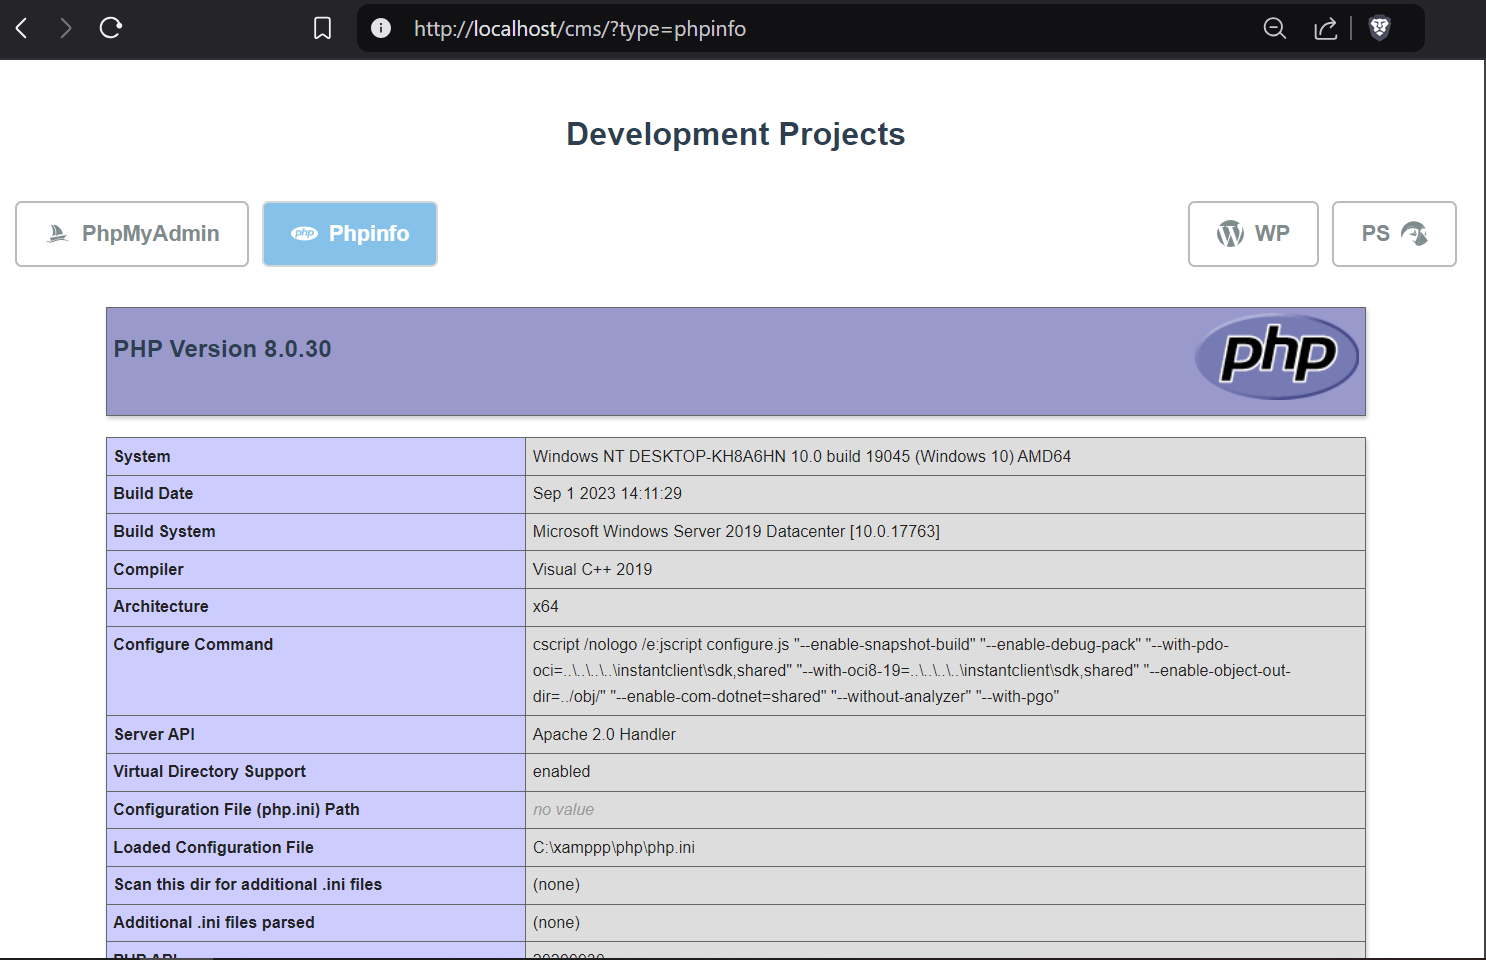 http://localhost/cms/?type=phpinfo
Development Projects
PhpMyAdmin
php Phpinfo
WP
PS
PHP Version 8.0.30
php
System Windows NT DESKTOP-KH8A6HN 10.0 build 19045 (Windows 10) AMD64
Build Date Sep 1 2023 14:11:29
Build System Microsoft Windows Server 2019 Datacenter [10.0.17763]
Compiler Visual C++ 2019
Architecture x64
Configure Command cscript /nologo /e:jscript configure.js "--enable-snapshot-build" "--enable-debug-pack" "--with-pdo-
oci=..\..\..\..\instantclient\sdk,shared" "--with-oci8-19=..\..\..\..\instantclient\sdk,shared" "--enable-object-out-
dir=../obj/" "--enable-com-dotnet=shared" "--without-analyzer" "--with-pgo"
Server API Apache 2.0 Handler
Virtual Directory Support enabled
Configuration File (php.ini) Path no value
Loaded Configuration File C:\xamppp\php\php.ini
Scan this dir for additional .ini files (none)
Additional .ini files parsed (none)
PHP API 20200930